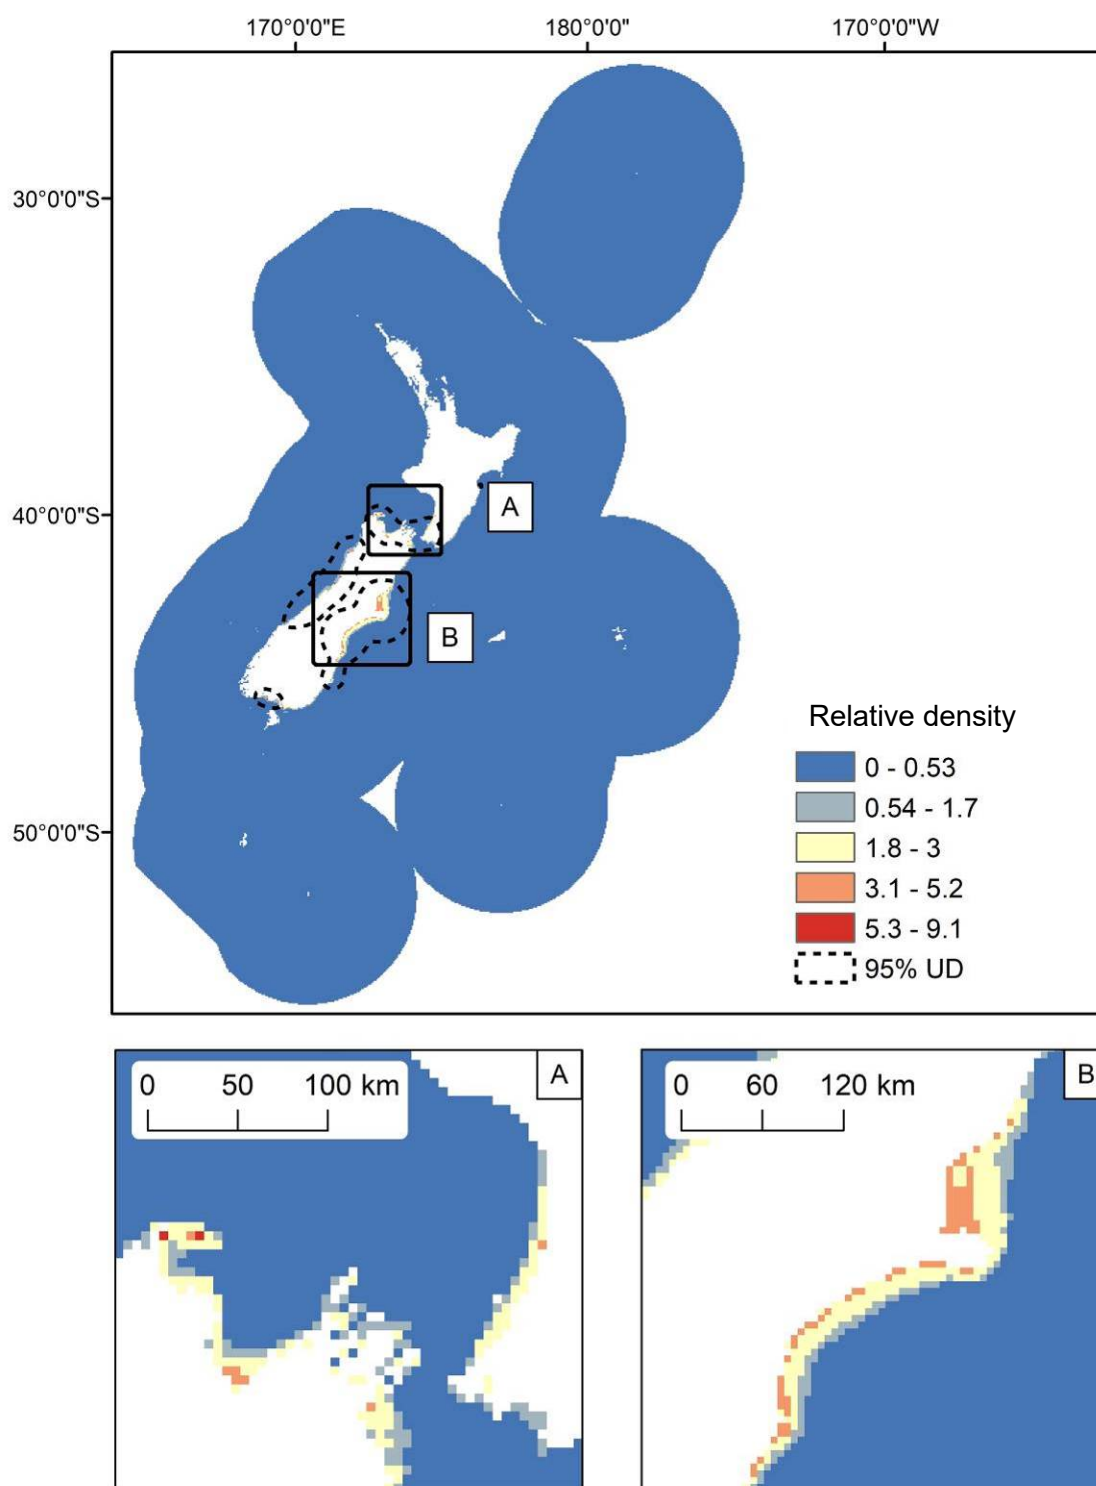 170°0'0"E 180°0'0" 170°0'0"W
30°0'0"S
40°0'0"S
A
B
50°0'0"S
Relative density
0 - 0.53
0.54 - 1.7
1.8 - 3
3.1 - 5.2
5.3 - 9.1
95% UD
0 50 100 km
A
0 60 120 km
B